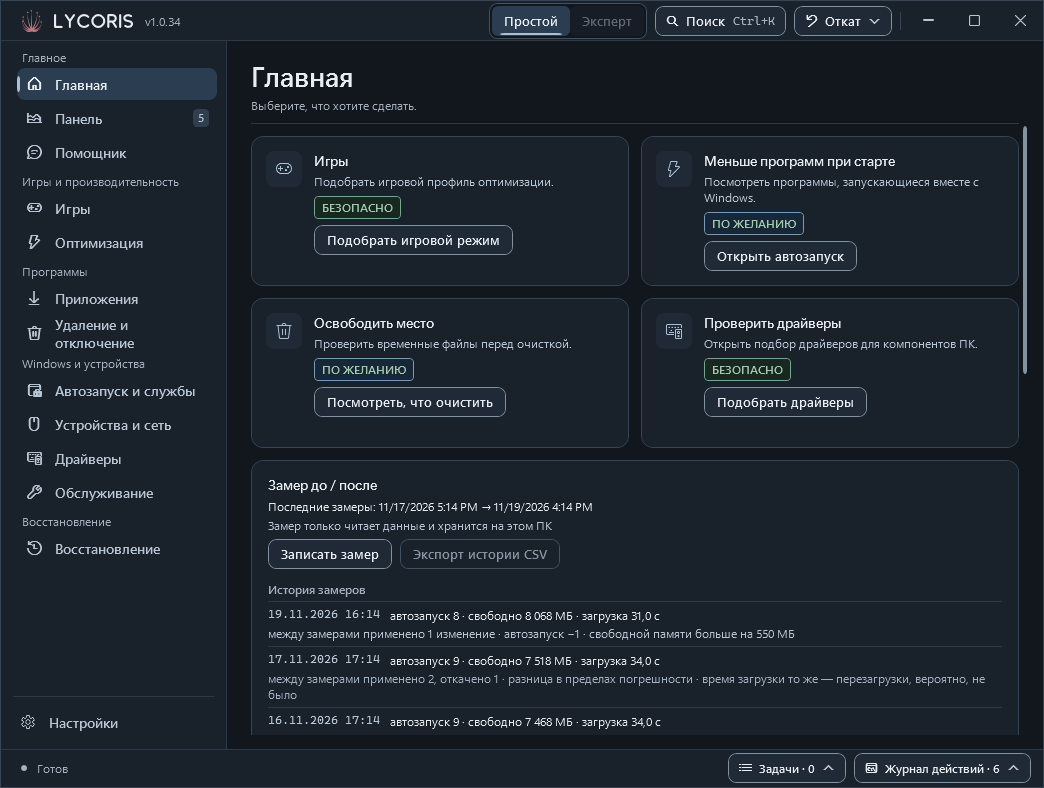 LYCORIS v1.0.34
Простой Эксперт Поиск Ctrl+K Откат
Главное
Главная
Панель 5
Помощник
Игры и производительность
Игры
Оптимизация
Программы
Приложения
Удаление и
отключение
Windows и устройства
Автозапуск и службы
Устройства и сеть
Драйверы
Обслуживание
Восстановление
Восстановление
Настройки
Главная
Выберите, что хотите сделать.
Игры
Подобрать игровой профиль оптимизации.
БЕЗОПАСНО
Подобрать игровой режим
Меньше программ при старте
Посмотреть программы, запускающиеся вместе с
Windows.
ПО ЖЕЛАНИЮ
Открыть автозапуск
Освободить место
Проверить временные файлы перед очисткой.
ПО ЖЕЛАНИЮ
Посмотреть, что очистить
Проверить драйверы
Открыть подбор драйверов для компонентов ПК.
БЕЗОПАСНО
Подобрать драйверы
Замер до / после
Последние замеры: 11/17/2026 5:14 PM → 11/19/2026 4:14 PM
Замер только читает данные и хранится на этом ПК
Записать замер Экспорт истории CSV
История замеров
19.11.2026 16:14 автозапуск 8 · свободно 8 068 МБ · загрузка 31,0 с
между замерами применено 1 изменение · автозапуск −1 · свободной памяти больше на 550 МБ
17.11.2026 17:14 автозапуск 9 · свободно 7 518 МБ · загрузка 34,0 с
между замерами применено 2, откачено 1 · разница в пределах погрешности · время загрузки то же — перезагрузки, вероятно, не
было
16.11.2026 17:14 автозапуск 9 · свободно 7 468 МБ · загрузка 34,0 с
Готов
Задачи · 0 Журнал действий · 6